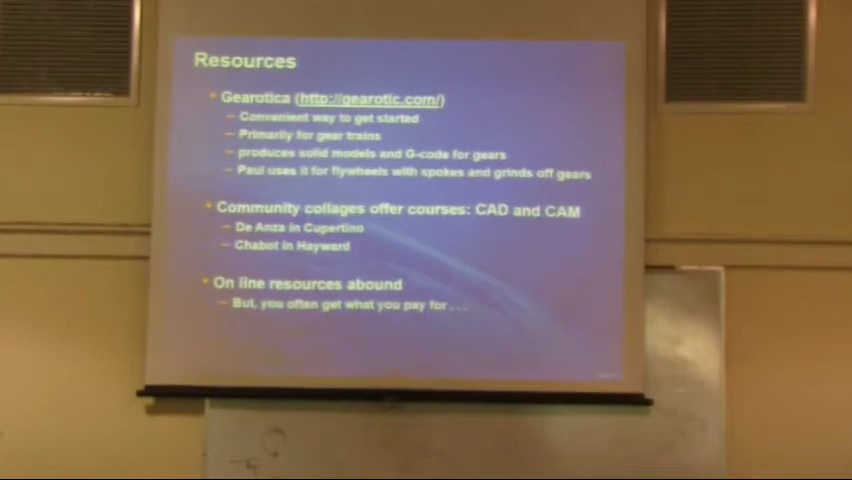 Resources
Gearotica (http://gearotic.com/)
– Convenient way to get started
– Primarily for gear trains
– produces solid models and G-code for gears
– Paul uses it for flywheels with spokes and grinds off gears
Community collages offer courses: CAD and CAM
– De Anza in Cupertino
– Chabot in Hayward
On line resources abound
– But, you often get what you pay for . . .